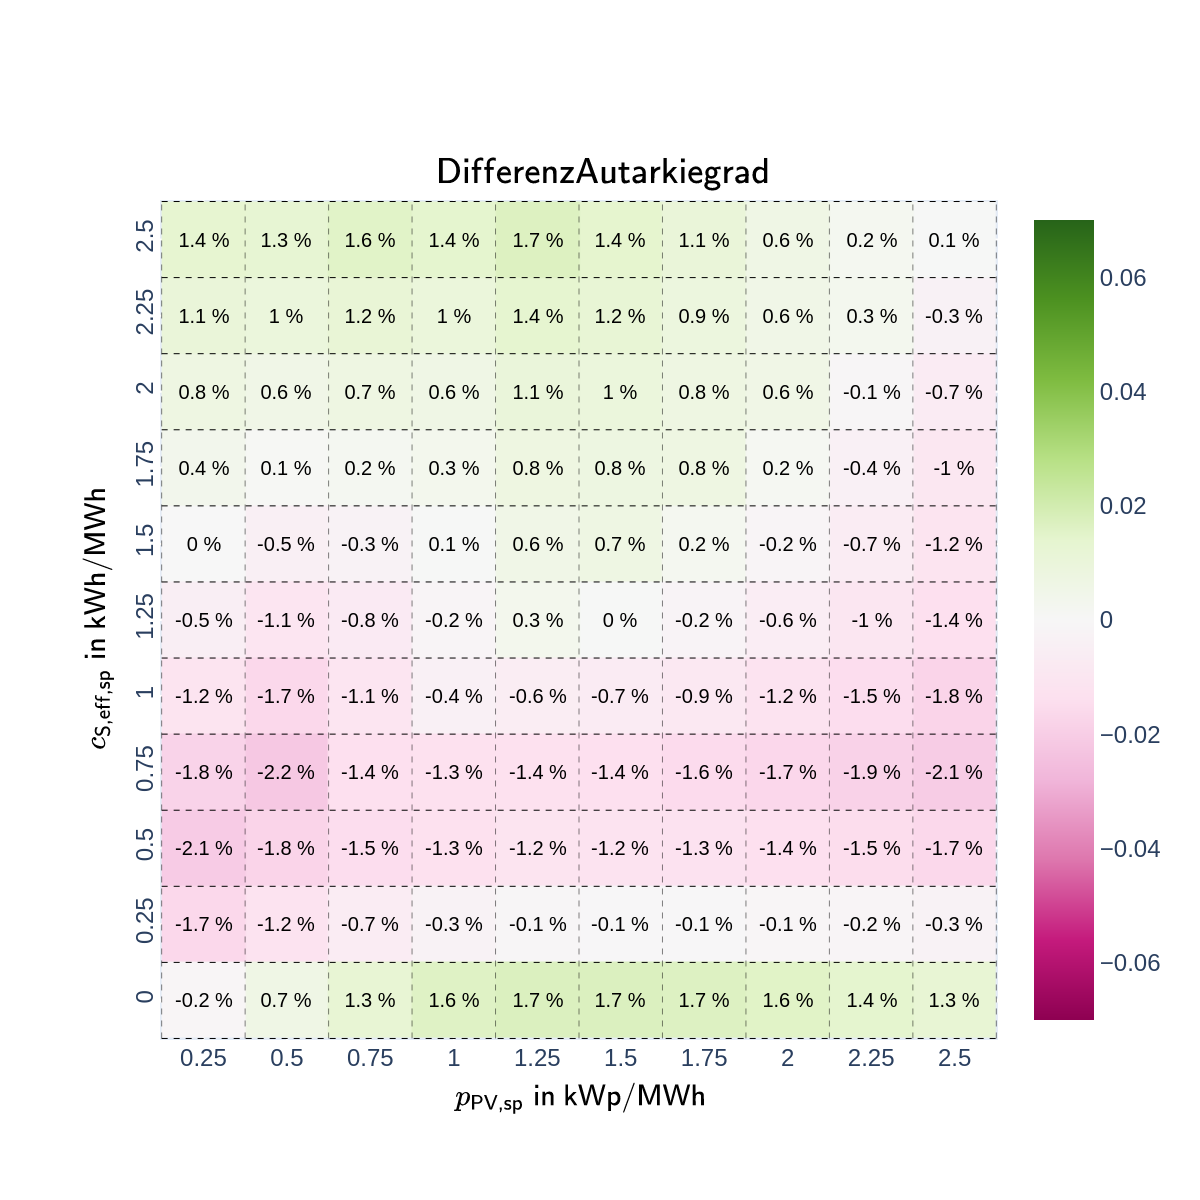 DifferenzAutarkiegrad
2.5 1.4 % 1.3 % 1.6 % 1.4 % 1.7 % 1.4 % 1.1 % 0.6 % 0.2 % 0.1 %
2.25 1.1 % 1 % 1.2 % 1 % 1.4 % 1.2 % 0.9 % 0.6 % 0.3 % -0.3 %
2 0.8 % 0.6 % 0.7 % 0.6 % 1.1 % 1 % 0.8 % 0.6 % -0.1 % -0.7 %
1.75 0.4 % 0.1 % 0.2 % 0.3 % 0.8 % 0.8 % 0.8 % 0.2 % -0.4 % -1 %
1.5 0 % -0.5 % -0.3 % 0.1 % 0.6 % 0.7 % 0.2 % -0.2 % -0.7 % -1.2 %
1.25 -0.5 % -1.1 % -0.8 % -0.2 % 0.3 % 0 % -0.2 % -0.6 % -1 % -1.4 %
1 -1.2 % -1.7 % -1.1 % -0.4 % -0.6 % -0.7 % -0.9 % -1.2 % -1.5 % -1.8 %
0.75 -1.8 % -2.2 % -1.4 % -1.3 % -1.4 % -1.4 % -1.6 % -1.7 % -1.9 % -2.1 %
0.5 -2.1 % -1.8 % -1.5 % -1.3 % -1.2 % -1.2 % -1.3 % -1.4 % -1.5 % -1.7 %
0.25 -1.7 % -1.2 % -0.7 % -0.3 % -0.1 % -0.1 % -0.1 % -0.1 % -0.2 % -0.3 %
0 -0.2 % 0.7 % 1.3 % 1.6 % 1.7 % 1.7 % 1.7 % 1.6 % 1.4 % 1.3 %
0.25 0.5 0.75 1 1.25 1.5 1.75 2 2.25 2.5
p PV,sp in kWp/MWh
c S,eff,sp in kWh/MWh
0.06
0.04
0.02
0
−0.02
−0.04
−0.06